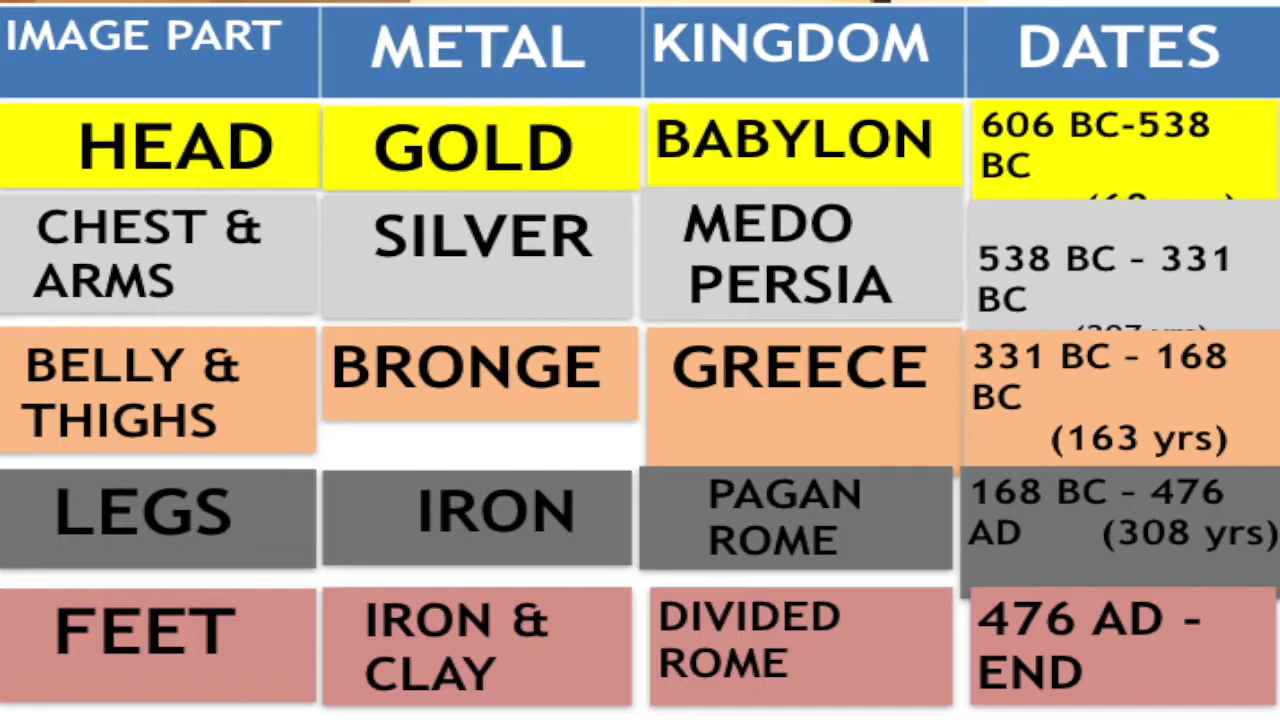 IMAGE PART METAL KINGDOM DATES
HEAD GOLD BABYLON 606 BC-538
BC
CHEST & SILVER MEDO 538 BC - 331
ARMS PERSIA BC
BELLY & BRONGE GREECE 331 BC - 168
THIGHS BC
(163 yrs)
LEGS IRON PAGAN 168 BC - 476
ROME AD (308 yrs)
FEET IRON & DIVIDED 476 AD -
CLAY ROME END